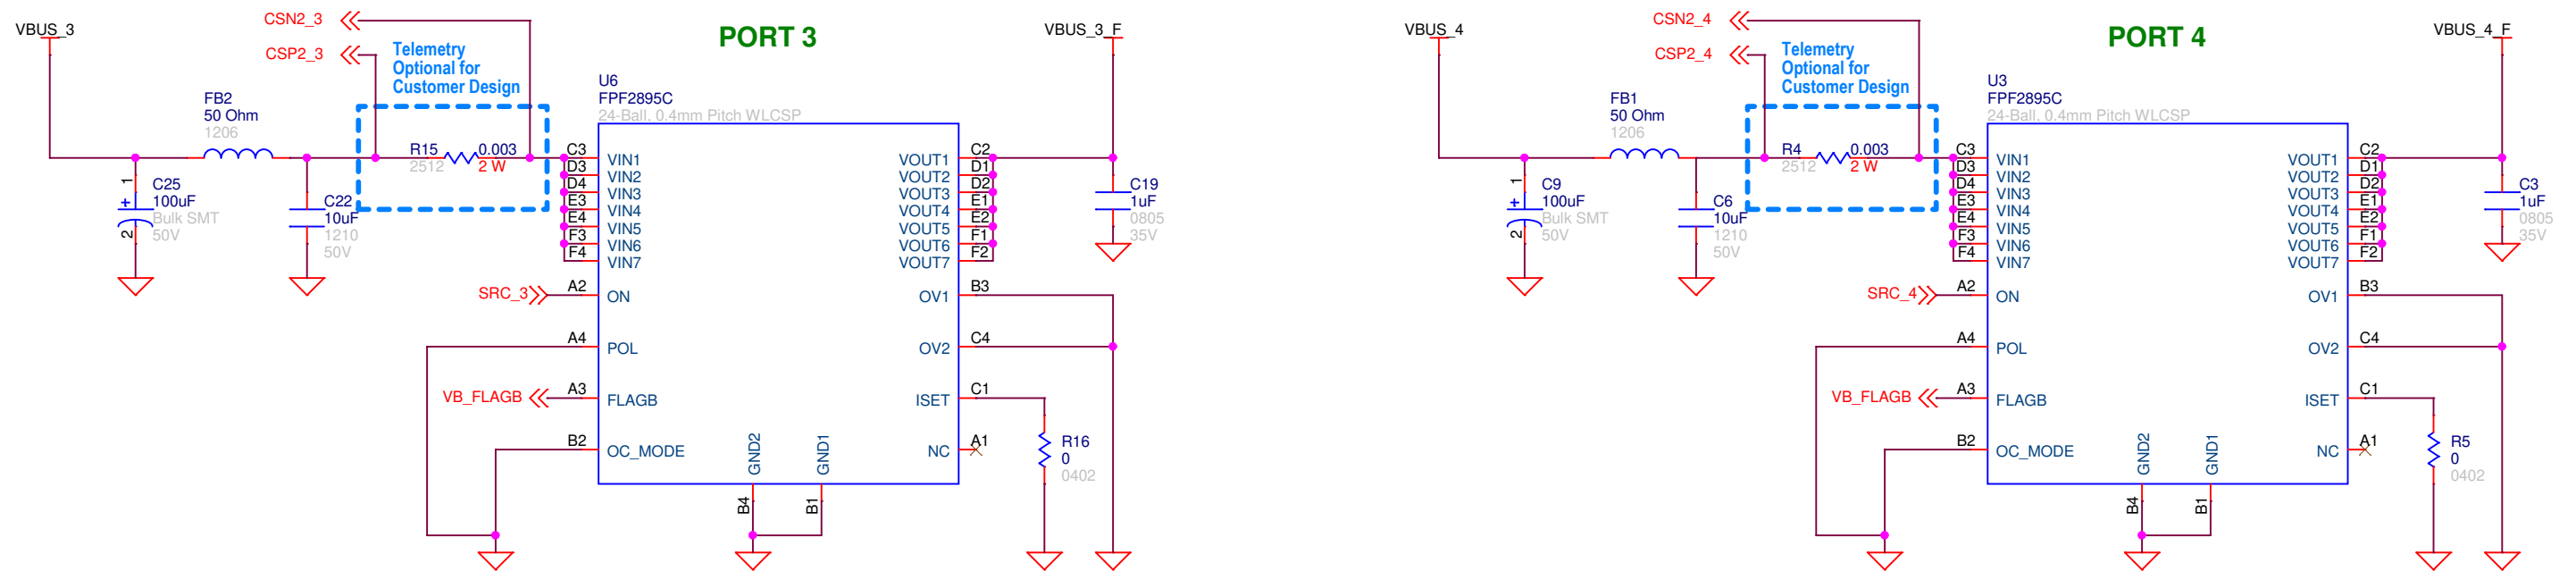 PORT 3
VBUS_3
CSN2_3
CSP2_3
Telemetry
Optional for
Customer Design
VBUS_3_F
FB2
50 Ohm
1206
R15
2512
0.003
2 W
1
C25
100uF
Bulk SMT
50V
+
2
C22
10uF
1210
50V
U6
FPF2895C
24-Ball, 0.4mm Pitch WLCSP
C3 VIN1
D3 VIN2
D4 VIN3
E3 VIN4
E4 VIN5
F3 VIN6
F4 VIN7
SRC_3 A2 ON
A4 POL
VB_FLAGB A3 FLAGB
B2 OC_MODE
VOUT1 C2
VOUT2 D1
VOUT3 D2
VOUT4 E1
VOUT5 E2
VOUT6 F1
VOUT7 F2
OV1 B3
OV2 C4
ISET C1
NC A1
GND2 B4
GND1 B1
C19
1uF
0805
35V
R16
0
0402
PORT 4
VBUS_4
CSN2_4
CSP2_4
Telemetry
Optional for
Customer Design
VBUS_4_F
FB1
50 Ohm
1206
R4
2512
0.003
2 W
1
C9
100uF
Bulk SMT
50V
+
2
C6
10uF
1210
50V
U3
FPF2895C
24-Ball, 0.4mm Pitch WLCSP
C3 VIN1
D3 VIN2
D4 VIN3
E3 VIN4
E4 VIN5
F3 VIN6
F4 VIN7
SRC_4 A2 ON
A4 POL
VB_FLAGB A3 FLAGB
B2 OC_MODE
VOUT1 C2
VOUT2 D1
VOUT3 D2
VOUT4 E1
VOUT5 E2
VOUT6 F1
VOUT7 F2
OV1 B3
OV2 C4
ISET C1
NC A1
GND2 B4
GND1 B1
C3
1uF
0805
35V
R5
0
0402